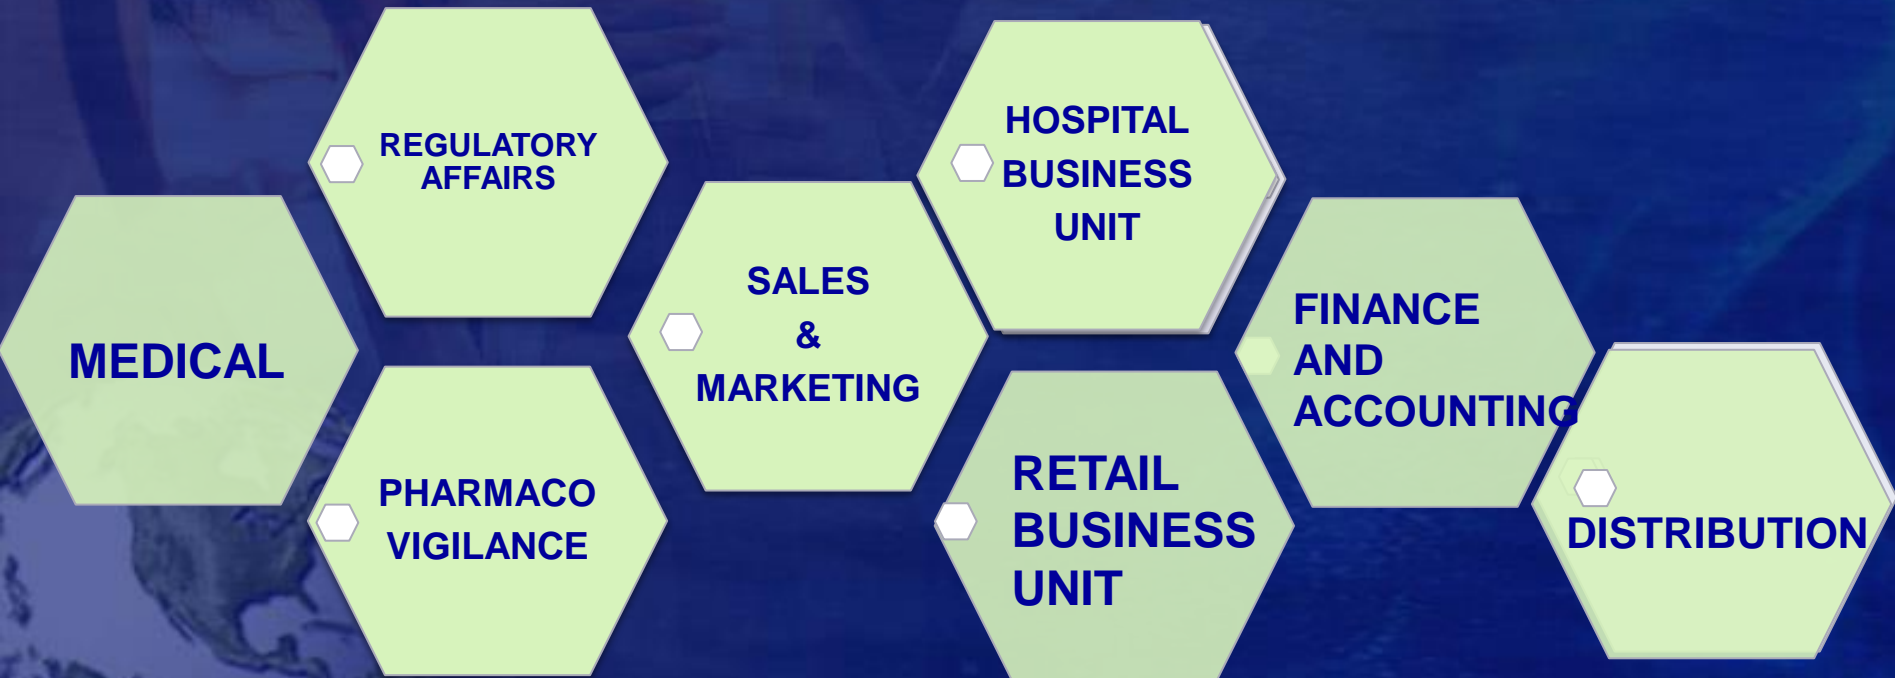 MEDICAL
REGULATORY
AFFAIRS
PHARMACO
VIGILANCE
SALES
&
MARKETING
HOSPITAL
BUSINESS
UNIT
RETAIL
BUSINESS
UNIT
FINANCE
AND
ACCOUNTING
DISTRIBUTION